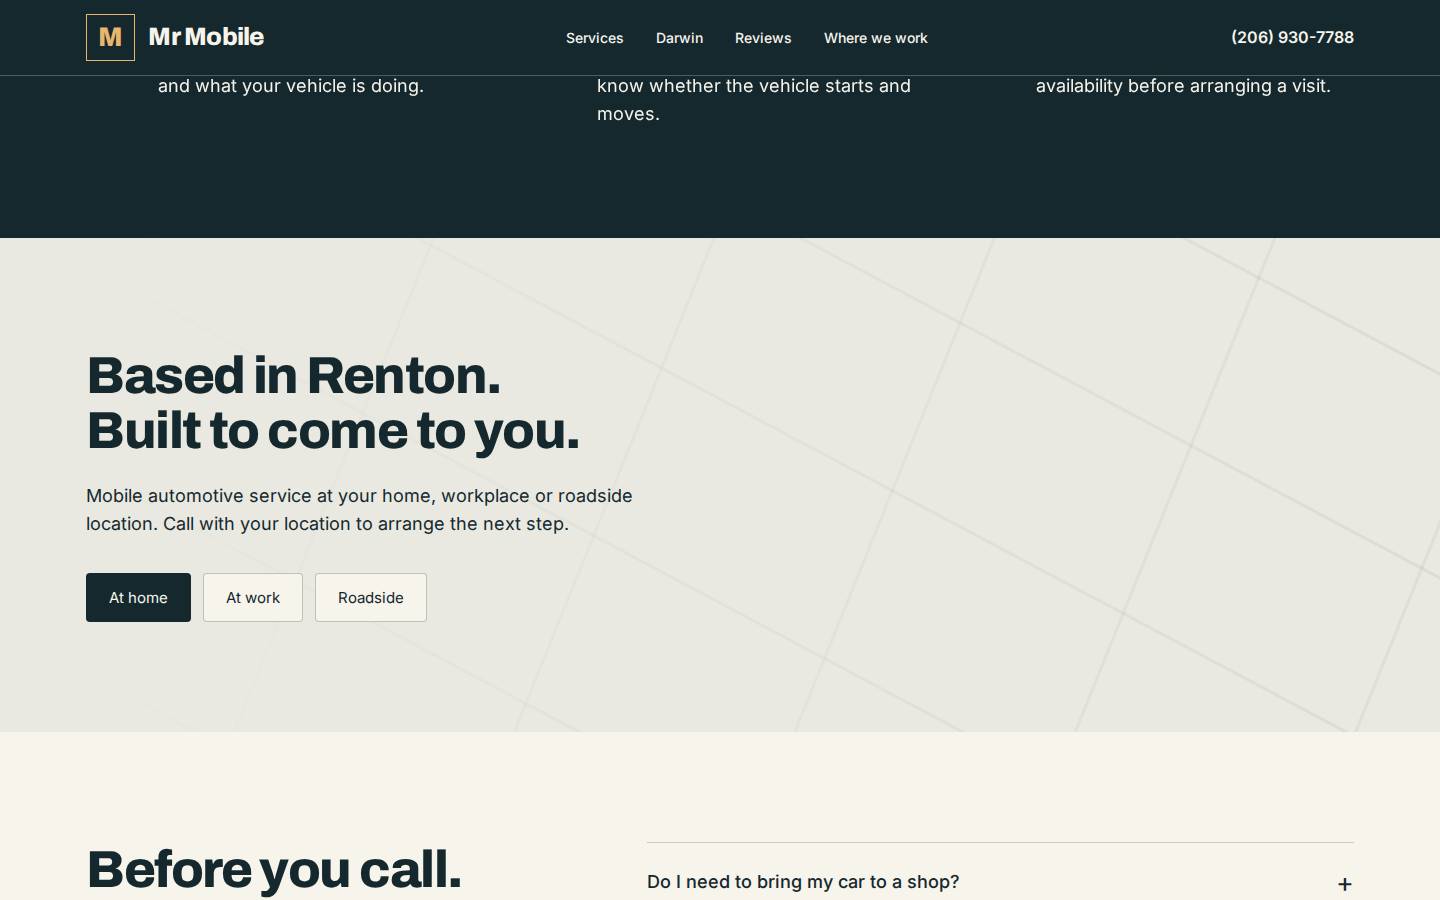 M
Mr Mobile
Services
Darwin
Reviews
Where we work
(206) 930-7788
and what your vehicle is doing.
know whether the vehicle starts and
moves.
availability before arranging a visit.
Based in Renton.
Built to come to you.
Mobile automotive service at your home, workplace or roadside
location. Call with your location to arrange the next step.
At home
At work
Roadside
Before you call.
Do I need to bring my car to a shop?
+